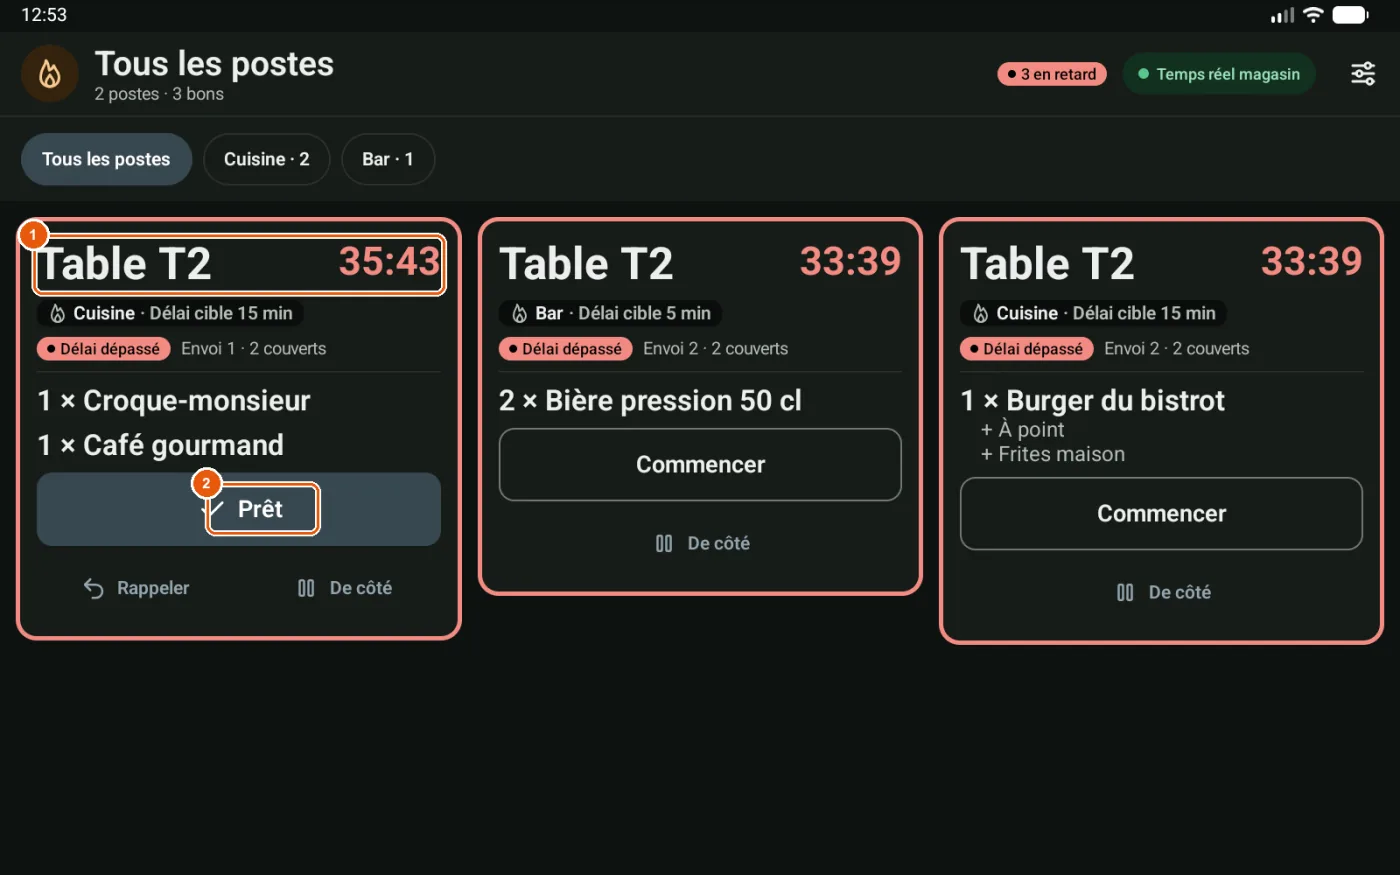 12:53
Tous les postes
2 postes · 3 bons
3 en retard
Temps réel magasin
Tous les postes
Cuisine · 2
Bar · 1
1
Table T2
35:43
Cuisine · Délai cible 15 min
Délai dépassé
Envoi 1 · 2 couverts
1 × Croque-monsieur
1 × Café gourmand
2
Prêt
Rappeler
De côté
Table T2
33:39
Bar · Délai cible 5 min
Délai dépassé
Envoi 2 · 2 couverts
2 × Bière pression 50 cl
Commencer
De côté
Table T2
33:39
Cuisine · Délai cible 15 min
Délai dépassé
Envoi 2 · 2 couverts
1 × Burger du bistrot
+ À point
+ Frites maison
Commencer
De côté